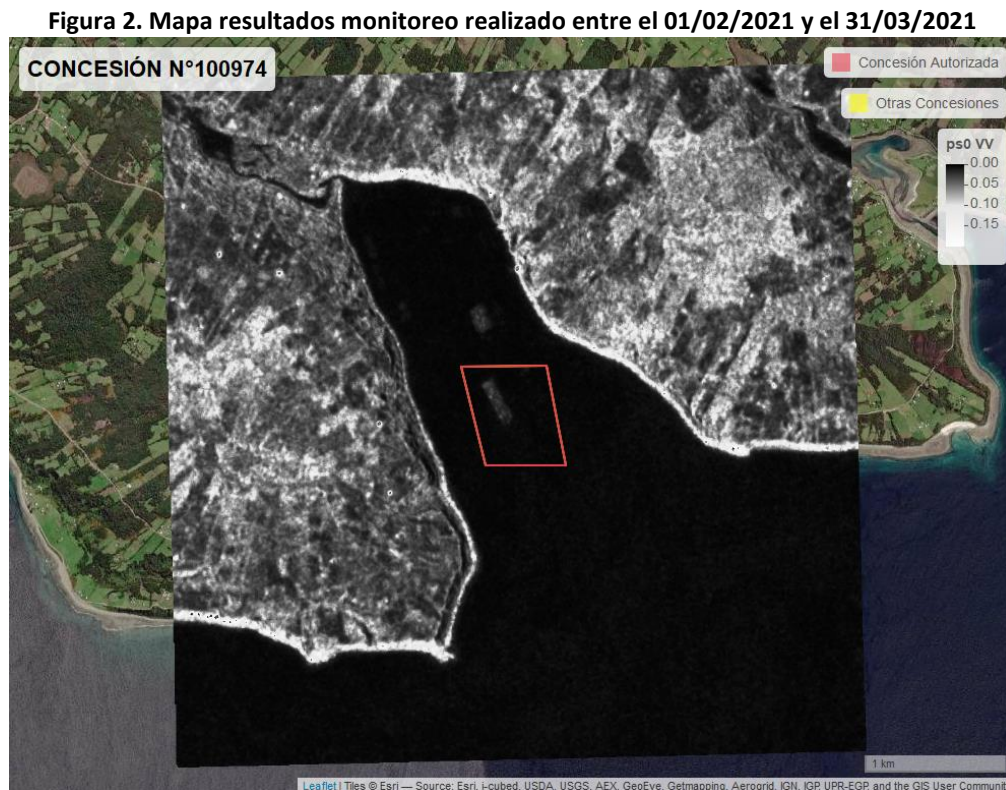 Figura 2. Mapa resultados monitoreo realizado entre el 01/02/2021 y el 31/03/2021
CONCESIÓN N°100974
Concesión Autorizada
Otras Concesiones
ps0 VV
0.00
0.05
0.10
0.15
1 km
Leaflet | Tiles © Esri — Source: Esri, i-cubed, USDA, USGS, AEX, GeoEye, Getmapping, Aerogrid, IGN, IGP, UPR-EGP, and the GIS User Communi